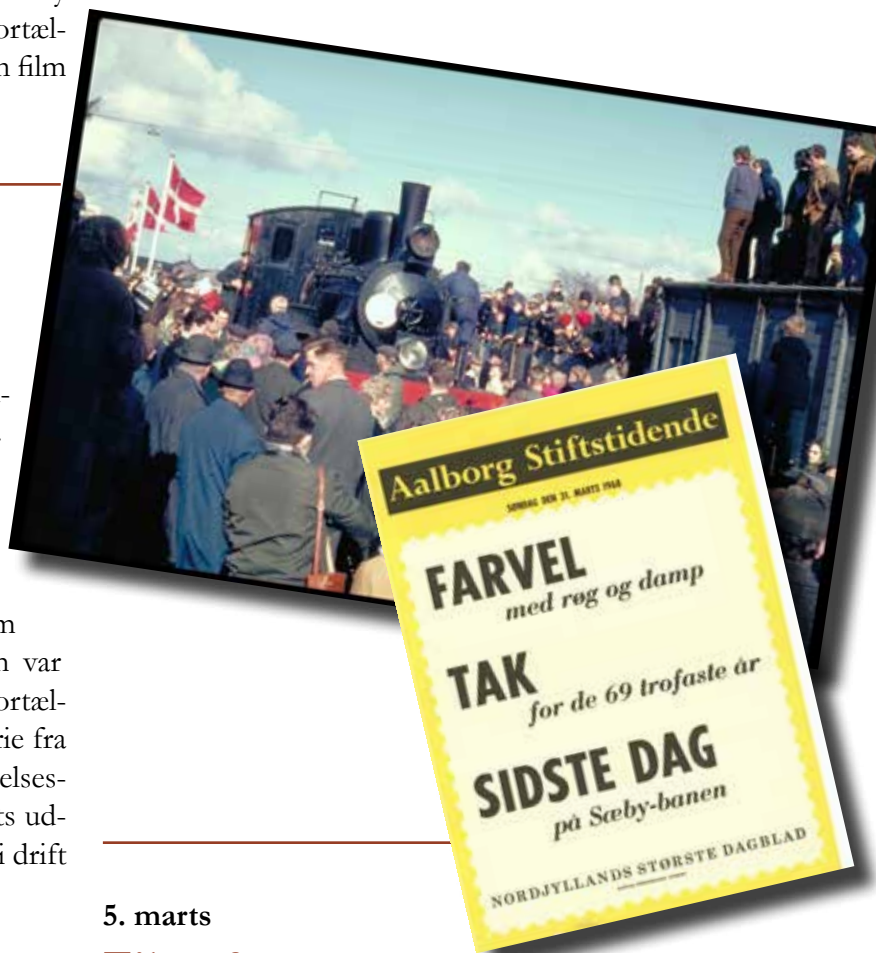 ortæl-
film
-
m
var
ortæl-
rie fra
elses-
ts ud-
i drift
Aalborg Stiftstidende
SØNDAG DEN 31. MARTS 1968
FARVEL
med røg og damp
TAK
for de 69 trofaste år
SIDSTE DAG
på Sæby-banen
NORDJYLLANDS STØRSTE DAGBLAD
5. marts